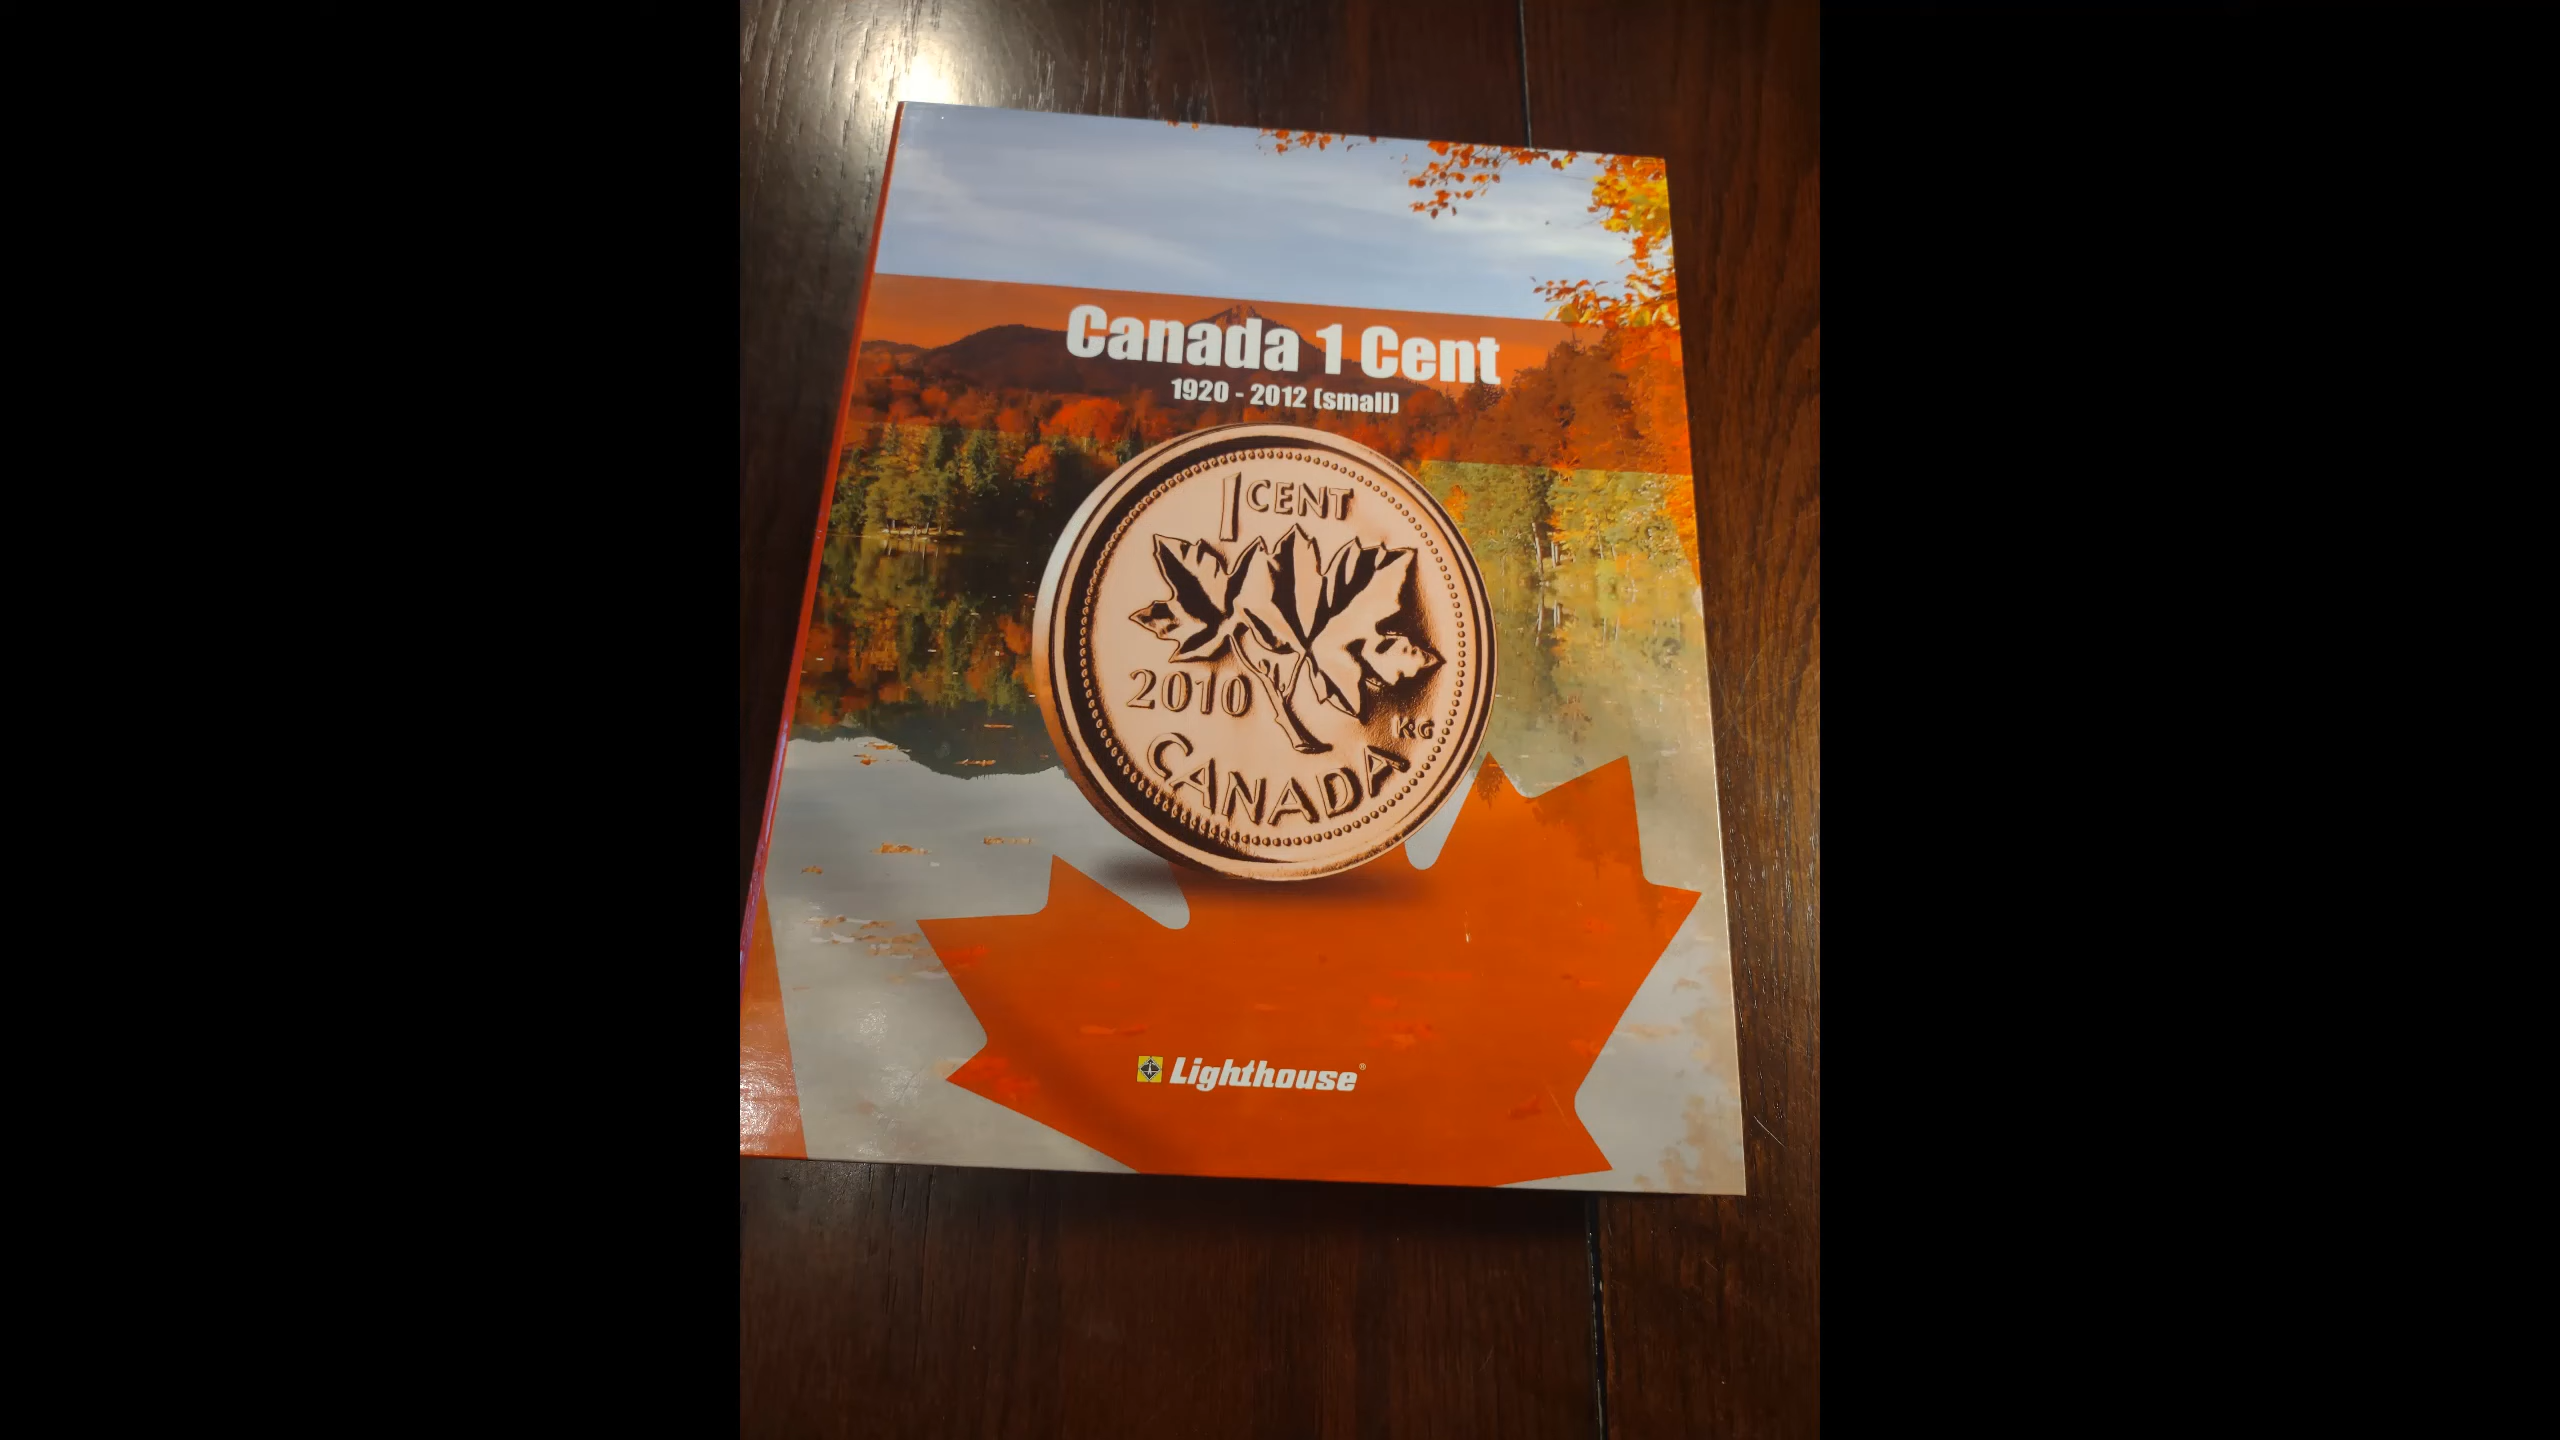 Canada 1 Cent
1920 - 2012 (small)
1 CENT
2010
KG
CANADA
Lighthouse®